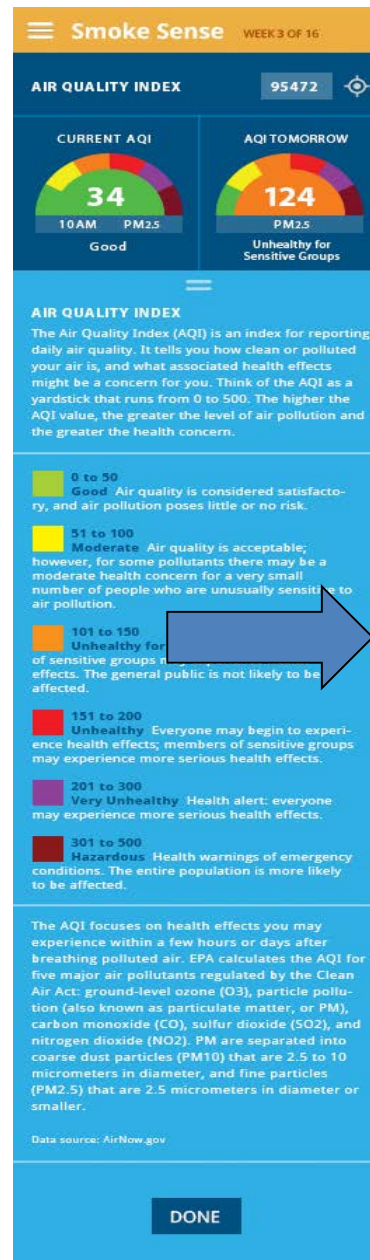 Smoke Sense WEEK 3 OF 16
AIR QUALITY INDEX 95472
CURRENT AQI AQI TOMORROW
34 124
10AM PM2.5 PM2.5
Good Unhealthy for
Sensitive Groups
AIR QUALITY INDEX
The Air Quality Index (AQI) is an index for reporting
daily air quality. It tells you how clean or polluted
your air is, and what associated health effects
might be a concern for you. Think of the AQI as a
yardstick that runs from 0 to 500. The higher the
AQI value, the greater the level of air pollution and
the greater the health concern.
0 to 50
Good Air quality is considered satisfacto-
ry, and air pollution poses little or no risk.
51 to 100
Moderate Air quality is acceptable;
however, for some pollutants there may be a
moderate health concern for a very small
number of people who are unusually sensitive to
air pollution.
101 to 150
Unhealthy for
of sensitive groups
effects. The general public is not likely to be
affected.
151 to 200
Unhealthy Everyone may begin to experi-
ence health effects; members of sensitive groups
may experience more serious health effects.
201 to 300
Very Unhealthy Health alert: everyone
may experience more serious health effects.
301 to 500
Hazardous Health warnings of emergency
conditions. The entire population is more likely
to be affected.
The AQI focuses on health effects you may
experience within a few hours or days after
breathing polluted air. EPA calculates the AQI for
five major air pollutants regulated by the Clean
Air Act: ground-level ozone (O3), particle pollu-
tion (also known as particulate matter, or PM),
carbon monoxide (CO), sulfur dioxide (SO2), and
nitrogen dioxide (NO2). PM are separated into
coarse dust particles (PM10) that are 2.5 to 10
micrometers in diameter, and fine particles
(PM2.5) that are 2.5 micrometers in diameter or
smaller.
Data source: AirNow.gov
DONE